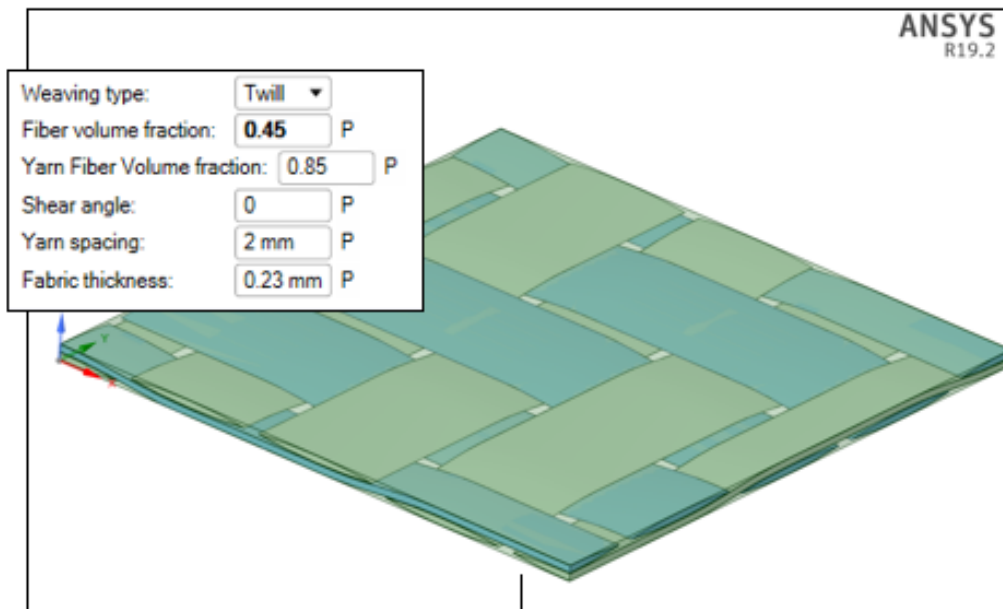 ANSYS
R19.2
Weaving type: Twill
Fiber volume fraction: 0.45 P
Yarn Fiber Volume fraction: 0.85 P
Shear angle: 0 P
Yarn spacing: 2 mm P
Fabric thickness: 0.23 mm P
Y
X